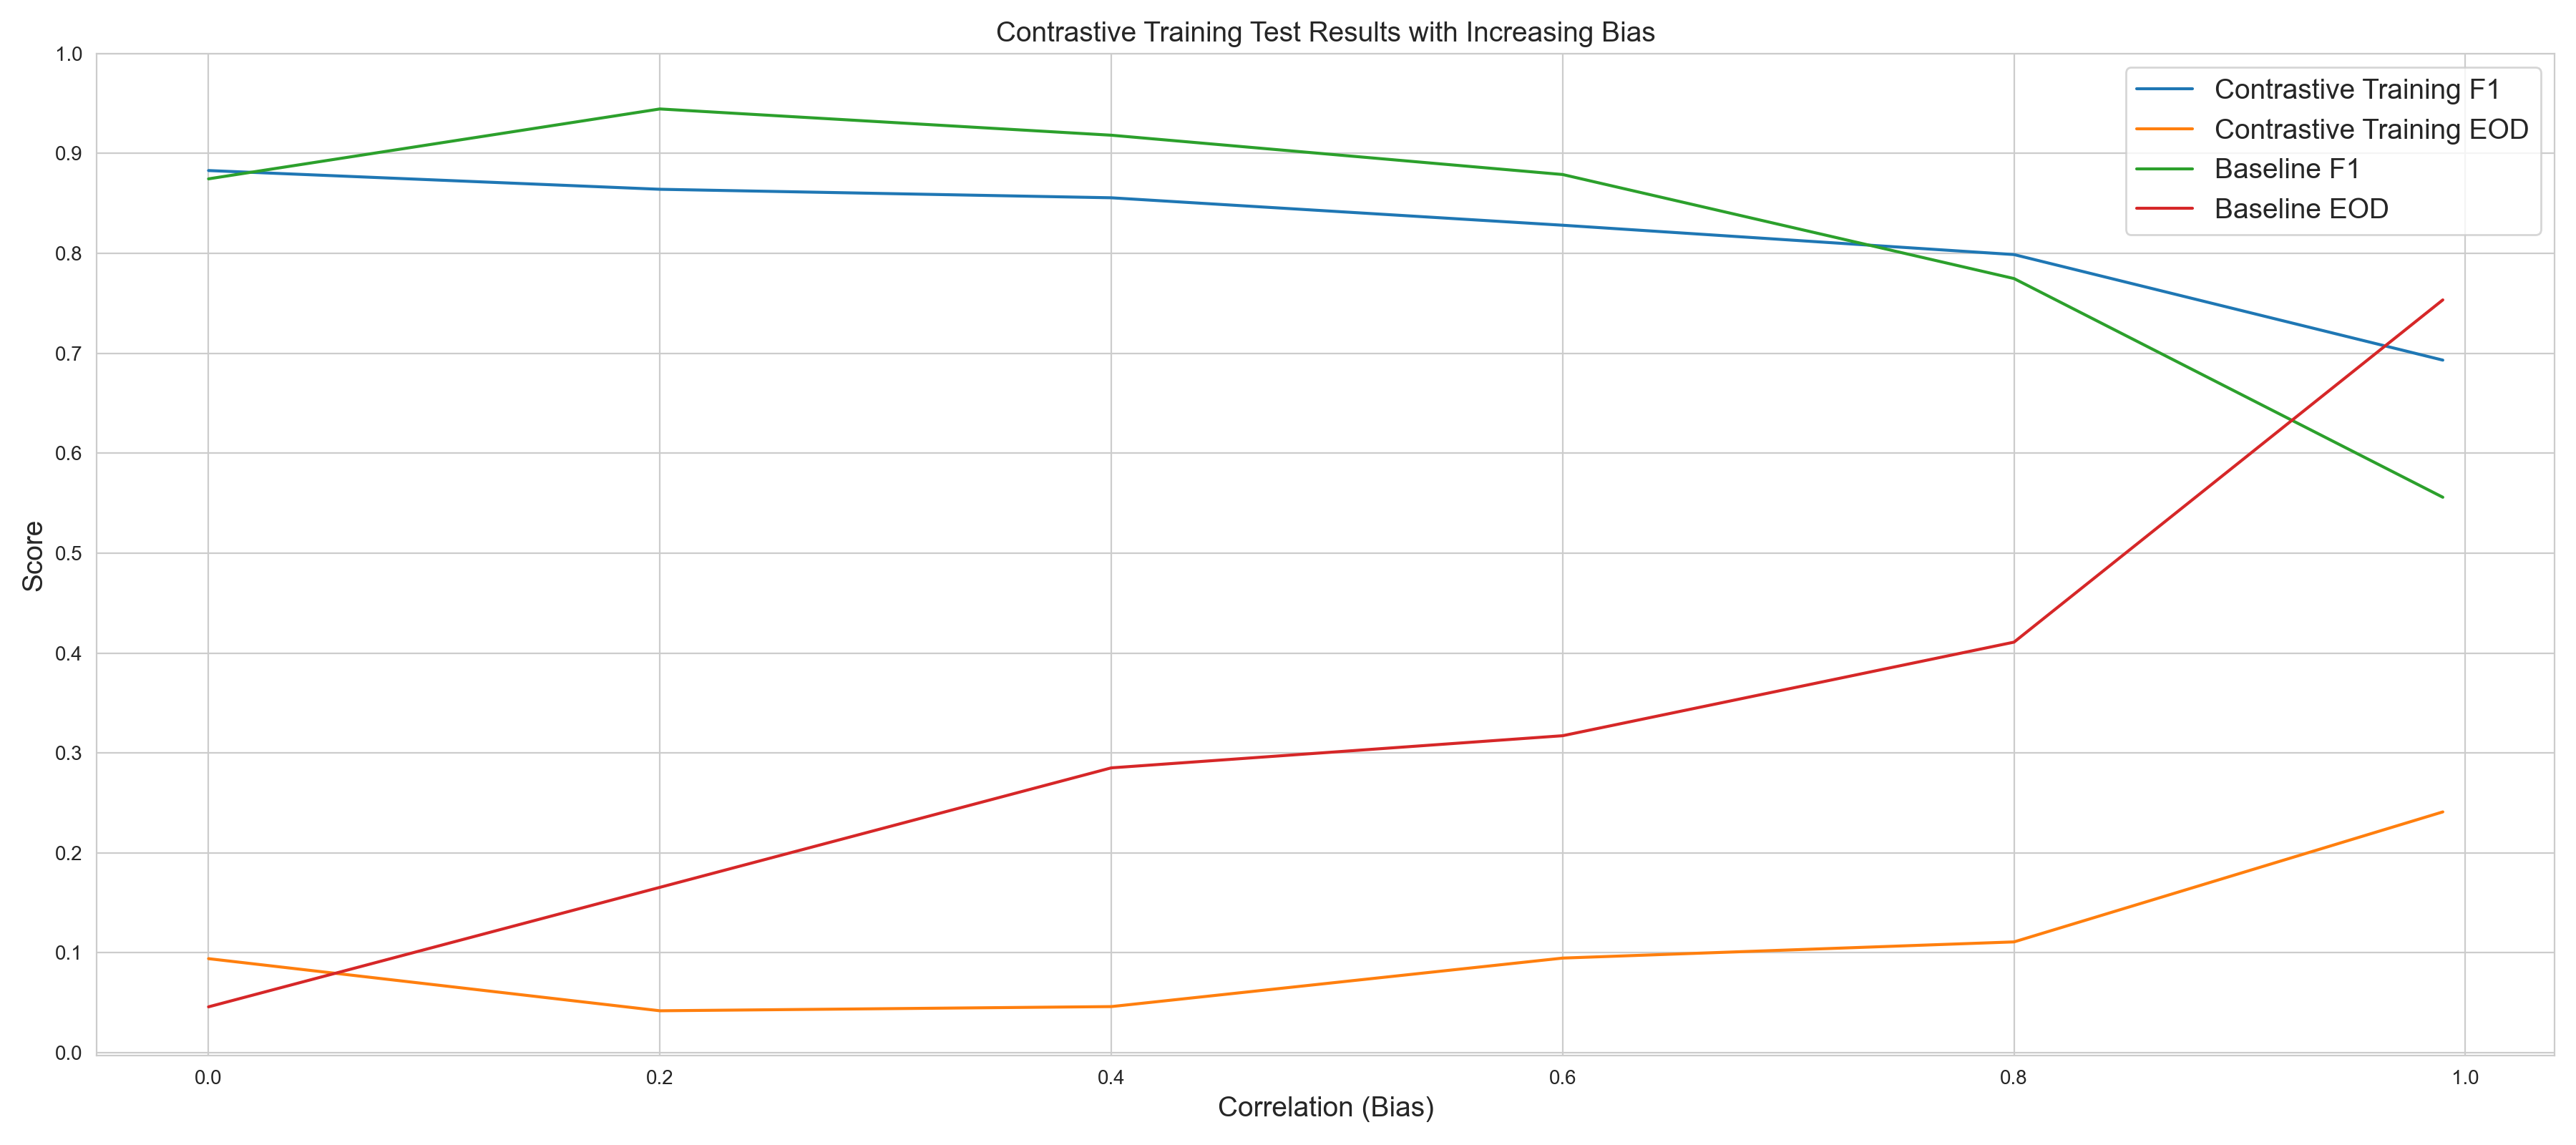 Contrastive Training Test Results with Increasing Bias
1.0
0.9
0.8
0.7
0.6
0.5
0.4
0.3
0.2
0.1
0.0
Score
Contrastive Training F1
Contrastive Training EOD
Baseline F1
Baseline EOD
0.0 0.2 0.4 0.6 0.8 1.0
Correlation (Bias)